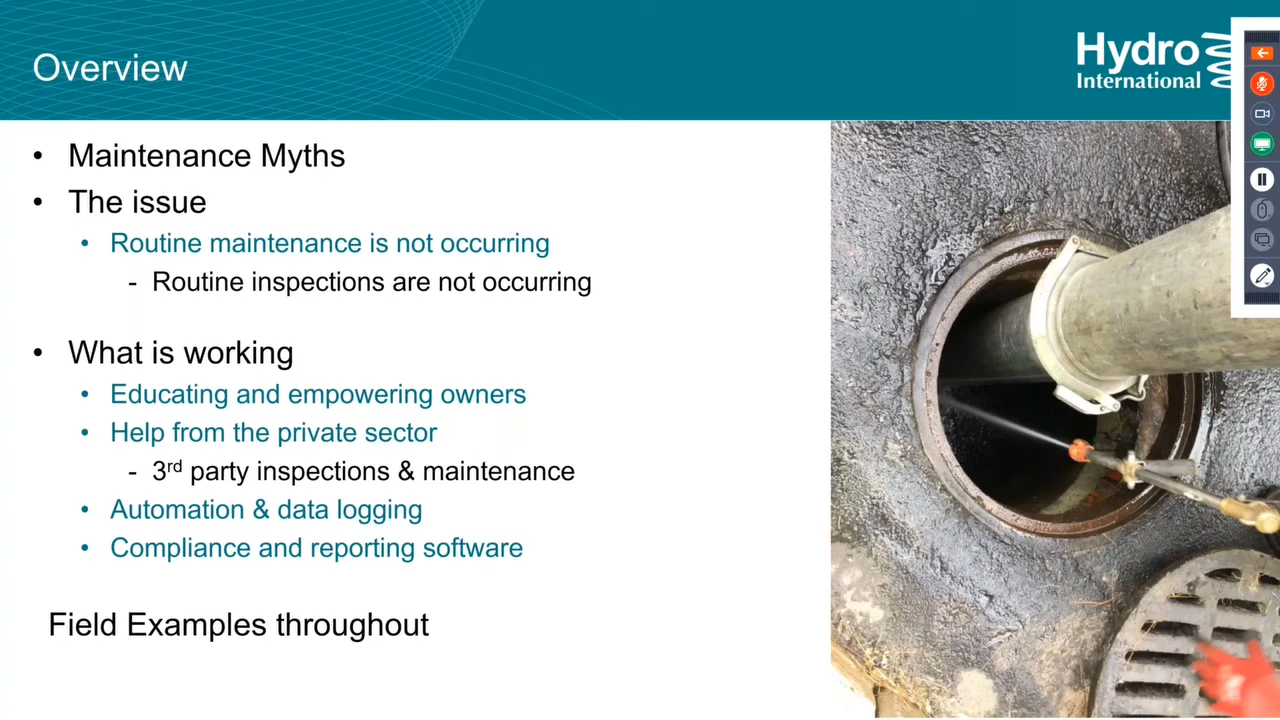 Overview
Hydro
International
• Maintenance Myths
• The issue
• Routine maintenance is not occurring
- Routine inspections are not occurring
• What is working
• Educating and empowering owners
• Help from the private sector
- 3rd party inspections & maintenance
• Automation & data logging
• Compliance and reporting software
Field Examples throughout